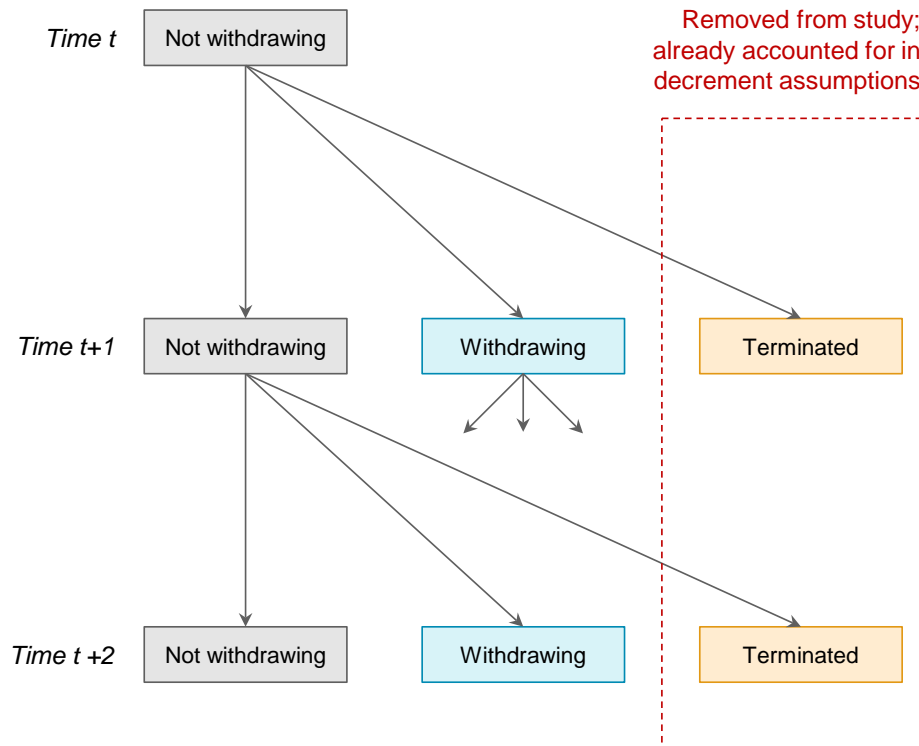 Time t
Not withdrawing
Removed from study;
already accounted for in
decrement assumptions
Time t+1
Not withdrawing
Withdrawing
Terminated
Time t +2
Not withdrawing
Withdrawing
Terminated